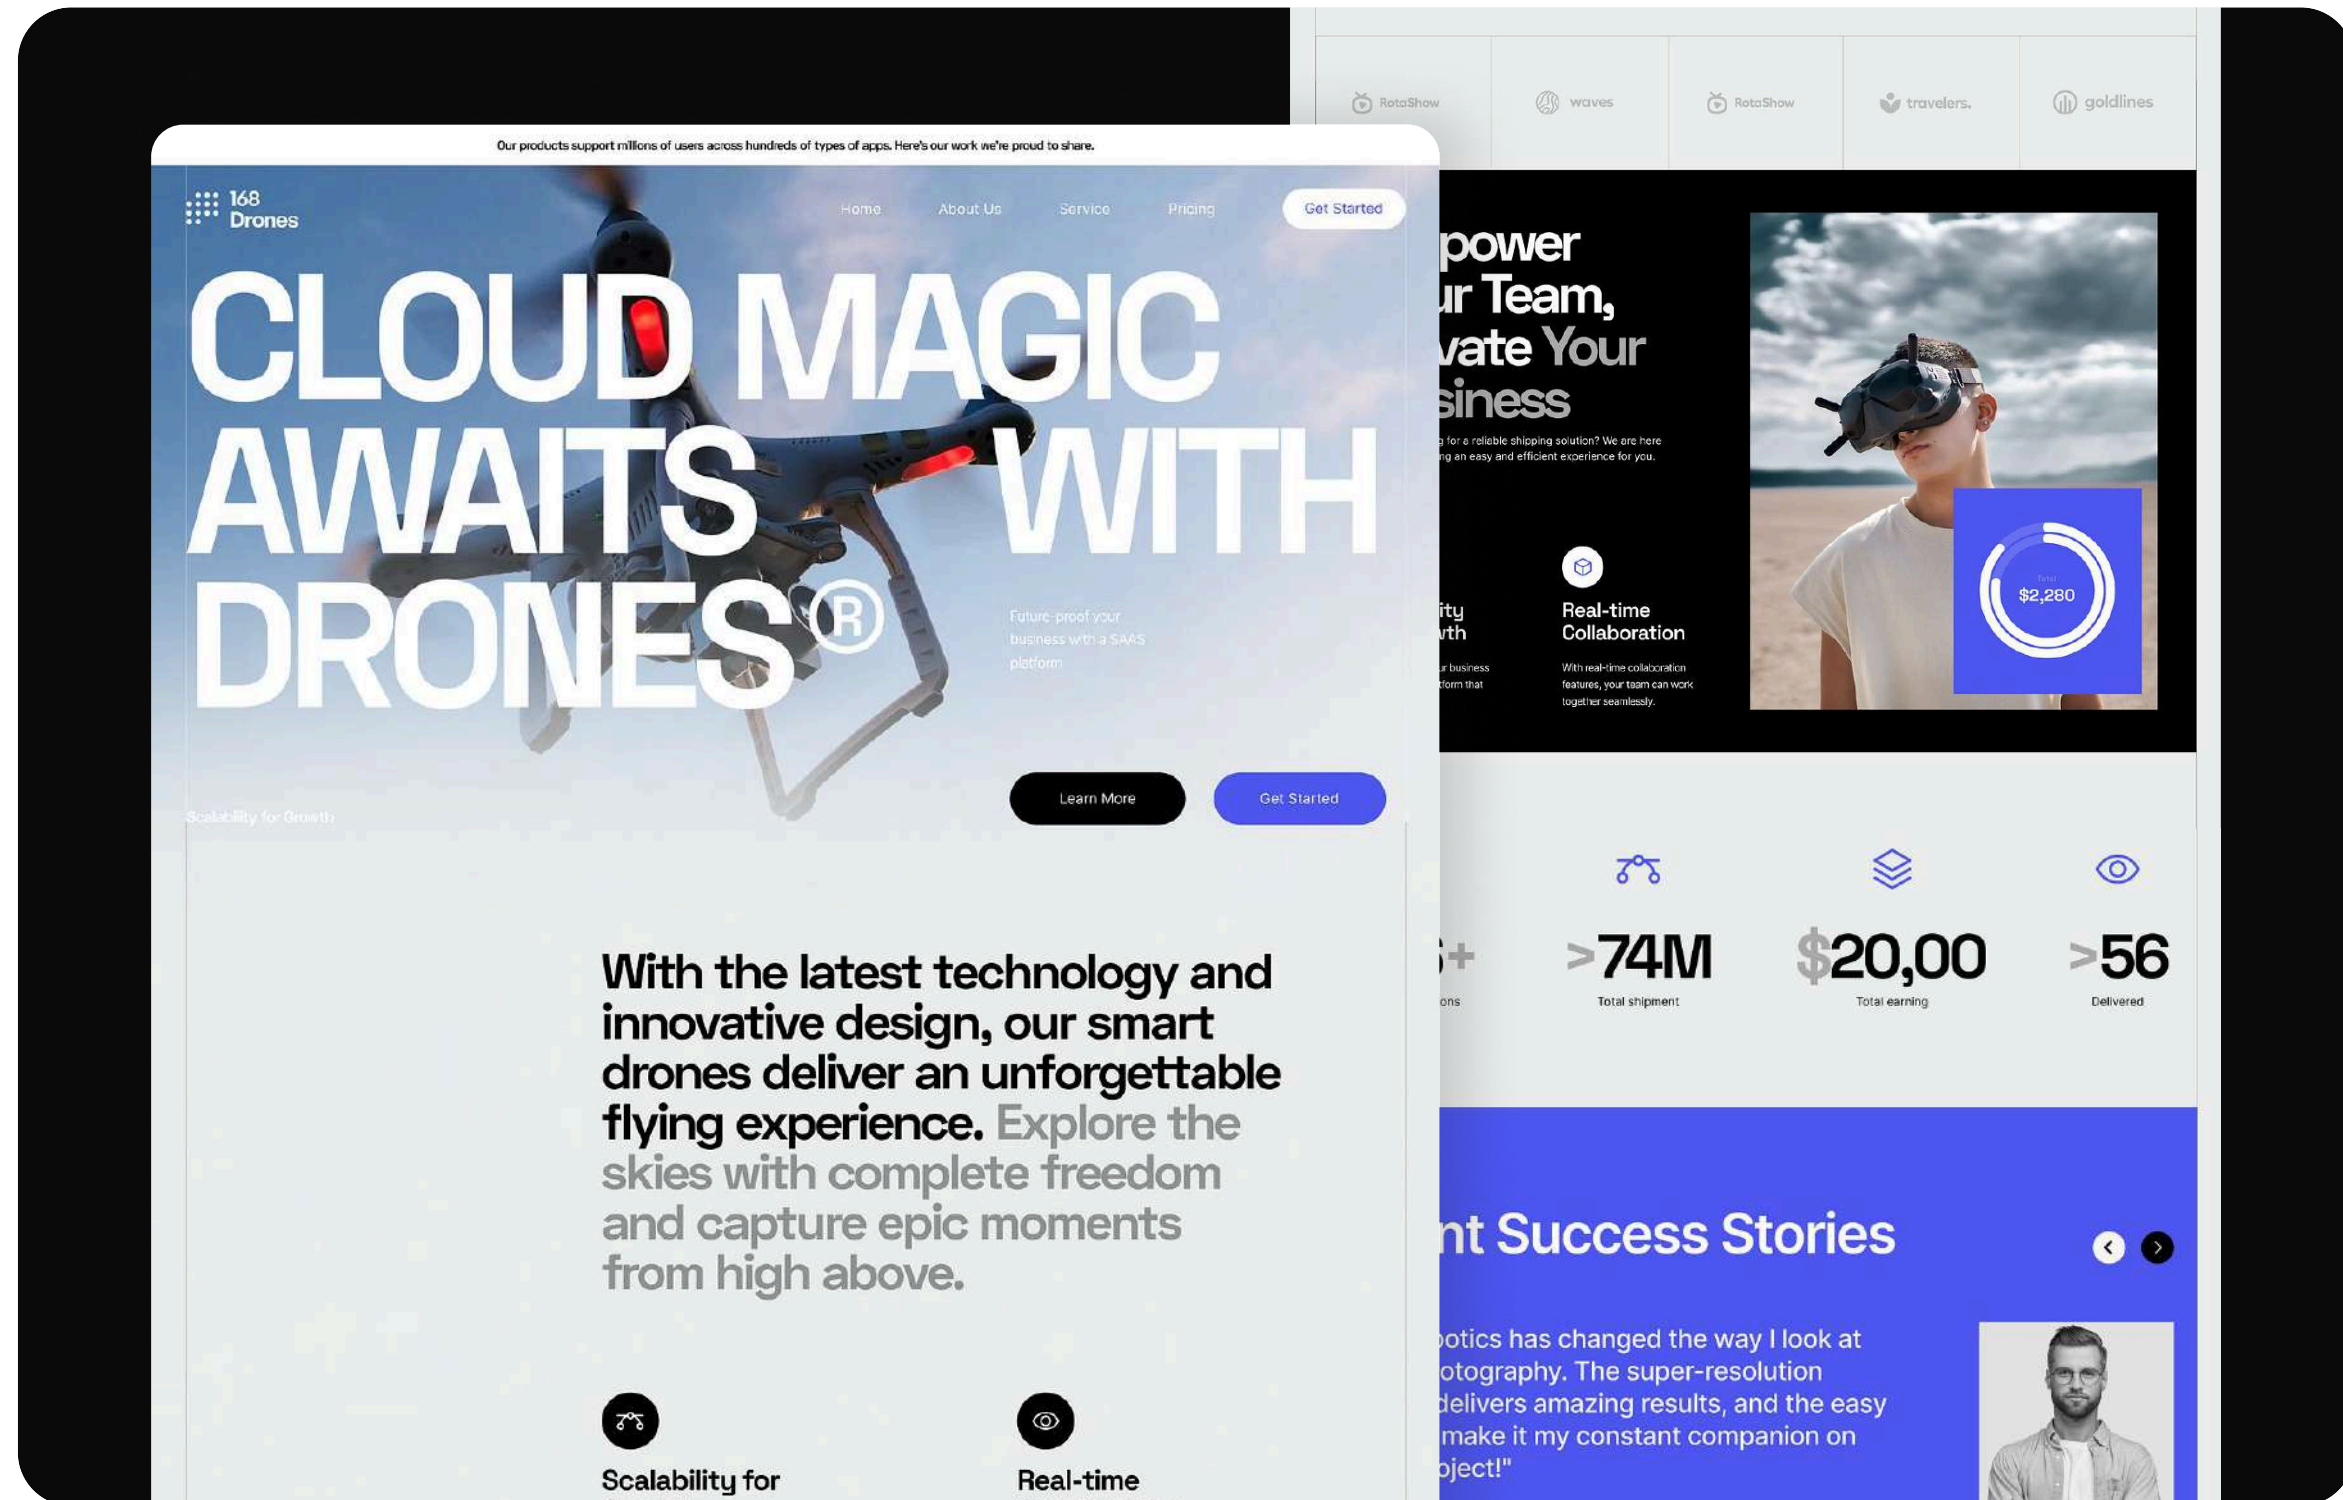 Our products support millions of users across hundreds of types of apps. Here's our work we're proud to share.
168
Drones
Home
About Us
Service
Pricing
Get Started
CLOUD MAGIC
AWAITS WITH
DRONES®
Future-proof your
business with a SAAS
platform
Learn More
Get Started
Scalability for Growth
With the latest technology and
innovative design, our smart
drones deliver an unforgettable
flying experience. Explore the
skies with complete freedom
and capture epic moments
from high above.
Scalability for
Real-time
RotaShow
waves
RotaShow
travelers.
goldlines
power
ur Team,
vate Your
siness
g for a reliable shipping solution? We are here
ng an easy and efficient experience for you.
ity
wth
ur business
tform that
Real-time
Collaboration
With real-time collaboration
features, your team can work
together seamlessly.
Total
$2,280
+
ons
>74M
Total shipment
$20,00
Total earning
>56
Delivered
nt Success Stories
otics has changed the way I look at
otography. The super-resolution
delivers amazing results, and the easy
make it my constant companion on
oject!"